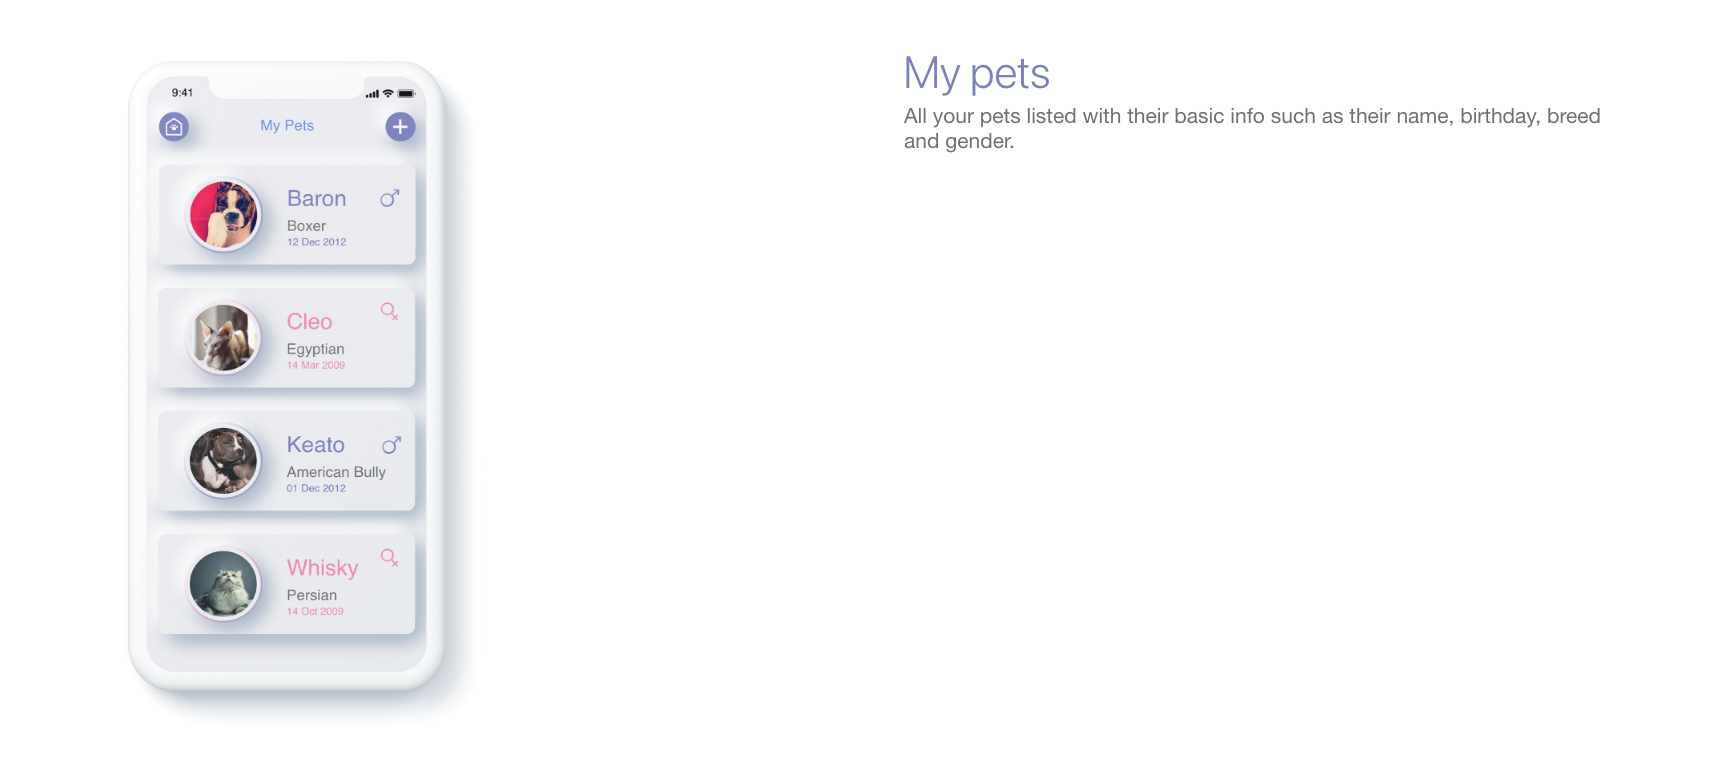 9:41
My Pets
Baron
Boxer
12 Dec 2012
Cleo
Egyptian
14 Mar 2009
Keato
American Bully
01 Dec 2012
Whisky
Persian
14 Oct 2009
My pets
All your pets listed with their basic info such as their name, birthday, breed
and gender.